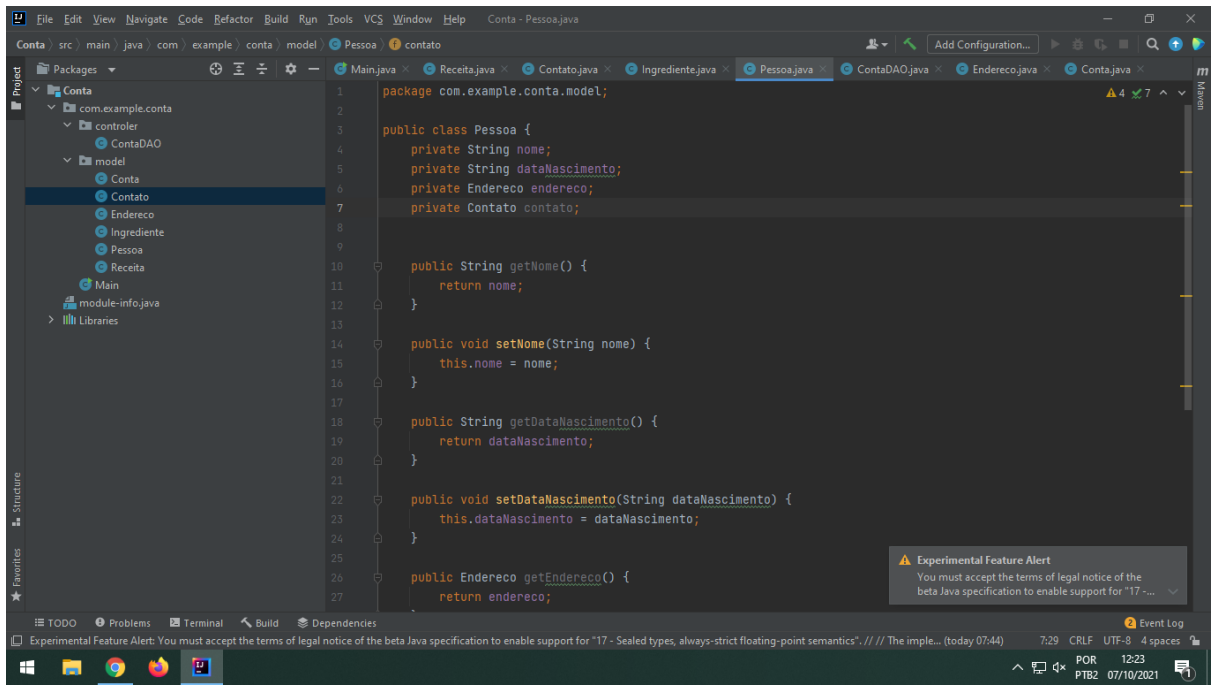 File Edit View Navigate Code Refactor Build Run Tools VCS Window Help Conta - Pessoa.java
Conta src main java com example conta model Pessoa contato Add Configuration...
Project
Packages
Main.java Receita.java Contato.java Ingrediente.java Pessoa.java ContaDAO.java Endereco.java Conta.java
Maven
Conta
com.example.conta
controler
ContaDAO
model
Conta
Contato
Endereco
Ingrediente
Pessoa
Receita
Main
module-info.java
Libraries
4 7
1 package com.example.conta.model;
2
3 public class Pessoa {
4 private String nome;
5 private String dataNascimento;
6 private Endereco endereco;
7 private Contato contato;
8
9
10 public String getNome() {
11 return nome;
12 }
13
14 public void setNome(String nome) {
15 this.nome = nome;
16 }
17
18 public String getDataNascimento() {
19 return dataNascimento;
20 }
21
22 public void setDataNascimento(String dataNascimento) {
23 this.dataNascimento = dataNascimento;
24 }
25
26 public Endereco getEndereco() {
27 return endereco;
Structure
Favorites
Experimental Feature Alert
You must accept the terms of legal notice of the
beta Java specification to enable support for "17 -...
TODO Problems Terminal Build Dependencies 2 Event Log
Experimental Feature Alert: You must accept the terms of legal notice of the beta Java specification to enable support for "17 - Sealed types, always-strict floating-point semantics". // // The imple... (today 07:44) 7:29 CRLF UTF-8 4 spaces
POR 12:23
PTB2 07/10/2021
1